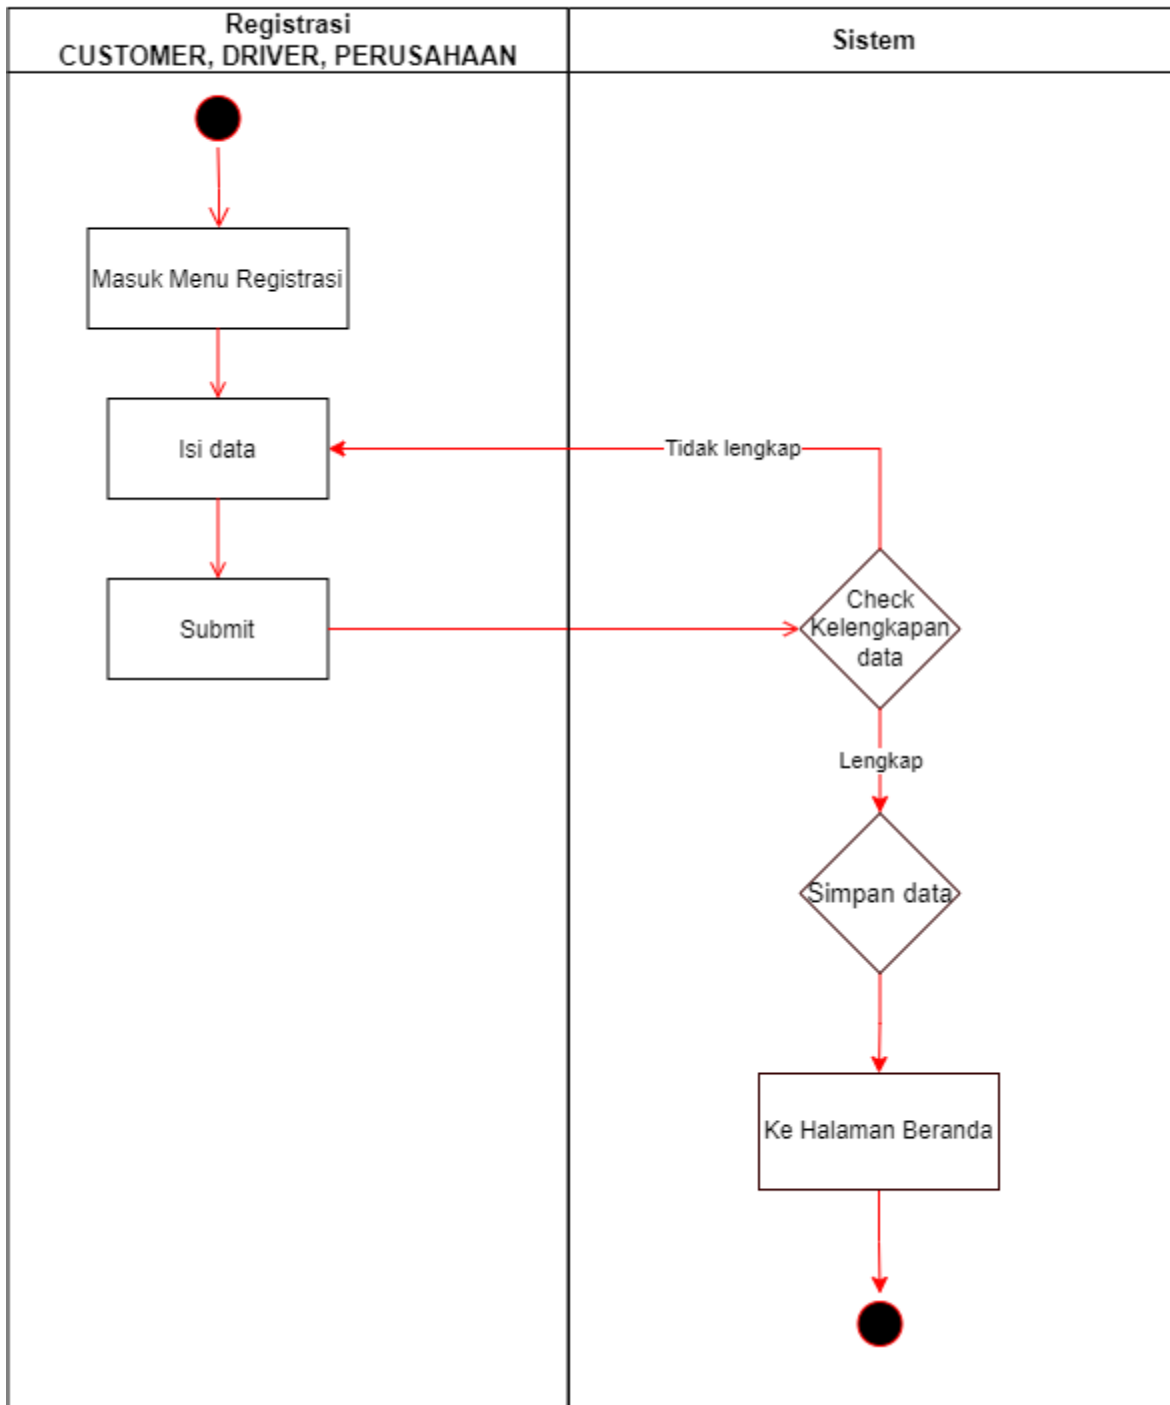 Registrasi
CUSTOMER, DRIVER, PERUSAHAAN
Sistem
Masuk Menu Registrasi
Isi data
Tidak lengkap
Submit
Check
Kelengkapan
data
Lengkap
Simpan data
Ke Halaman Beranda